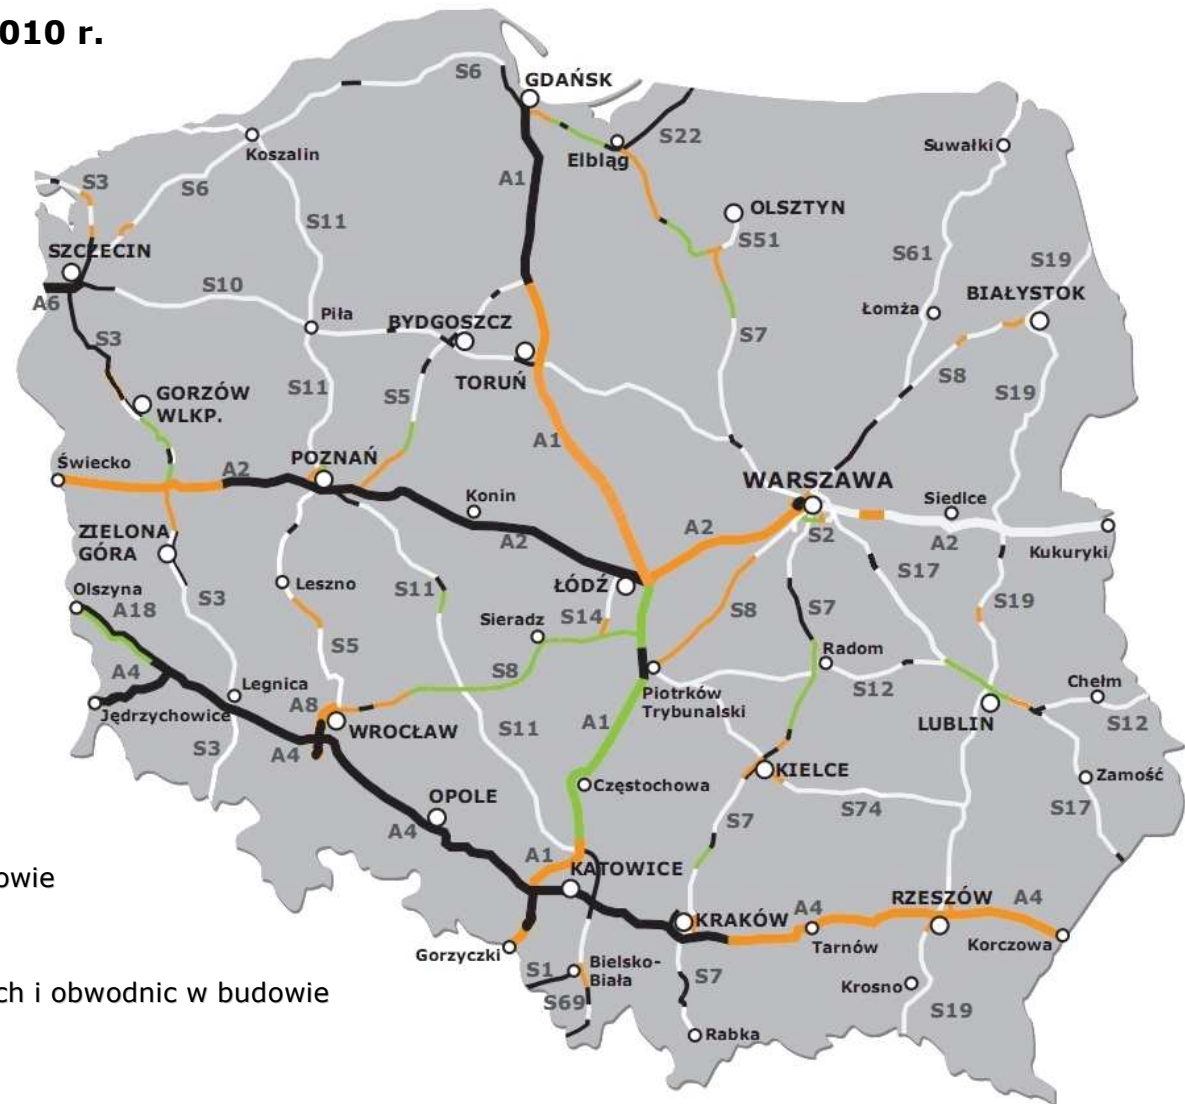 010 r.
S6
GDAŃSK
S22
Suwałki
Koszalin
Elbląg
A1
S3
S6
OLSZTYN
S11
S51
SZCZECIN
S61
S19
S10
A6
BIAŁYSTOK
Łomża
Piła
BYDGOSZCZ
S3
S7
TORUŃ
S8
S11
S5
S19
GORZÓW
WLKP.
A1
POZNAŃ
Świecko
A2
WARSZAWA
Konin
Siedlce
A2
S2
A2
ZIELONA
GÓRA
A2
Kukuryki
ŁÓDŹ
S17
Olszyna
Leszno
S11
A18
S3
S14
S8
S7
S19
Sieradz
S5
Radom
A4
S8
S12
Legnica
Piotrków
Trybunalski
Chełm
A8
Jędrzychowice
WROCŁAW
S11
A1
LUBLIN
S12
S3
A4
KIELCE
Zamość
Częstochowa
OPOLE
S74
S17
A4
S7
A1
KATOWICE
owie
RZESZÓW
A4
A4
KRAKÓW
Tarnów
Korczowa
Gorzyczki
S1
Bielsko-
Biała
S7
Krosno
ch i obwodnic w budowie
S69
S19
Rabka